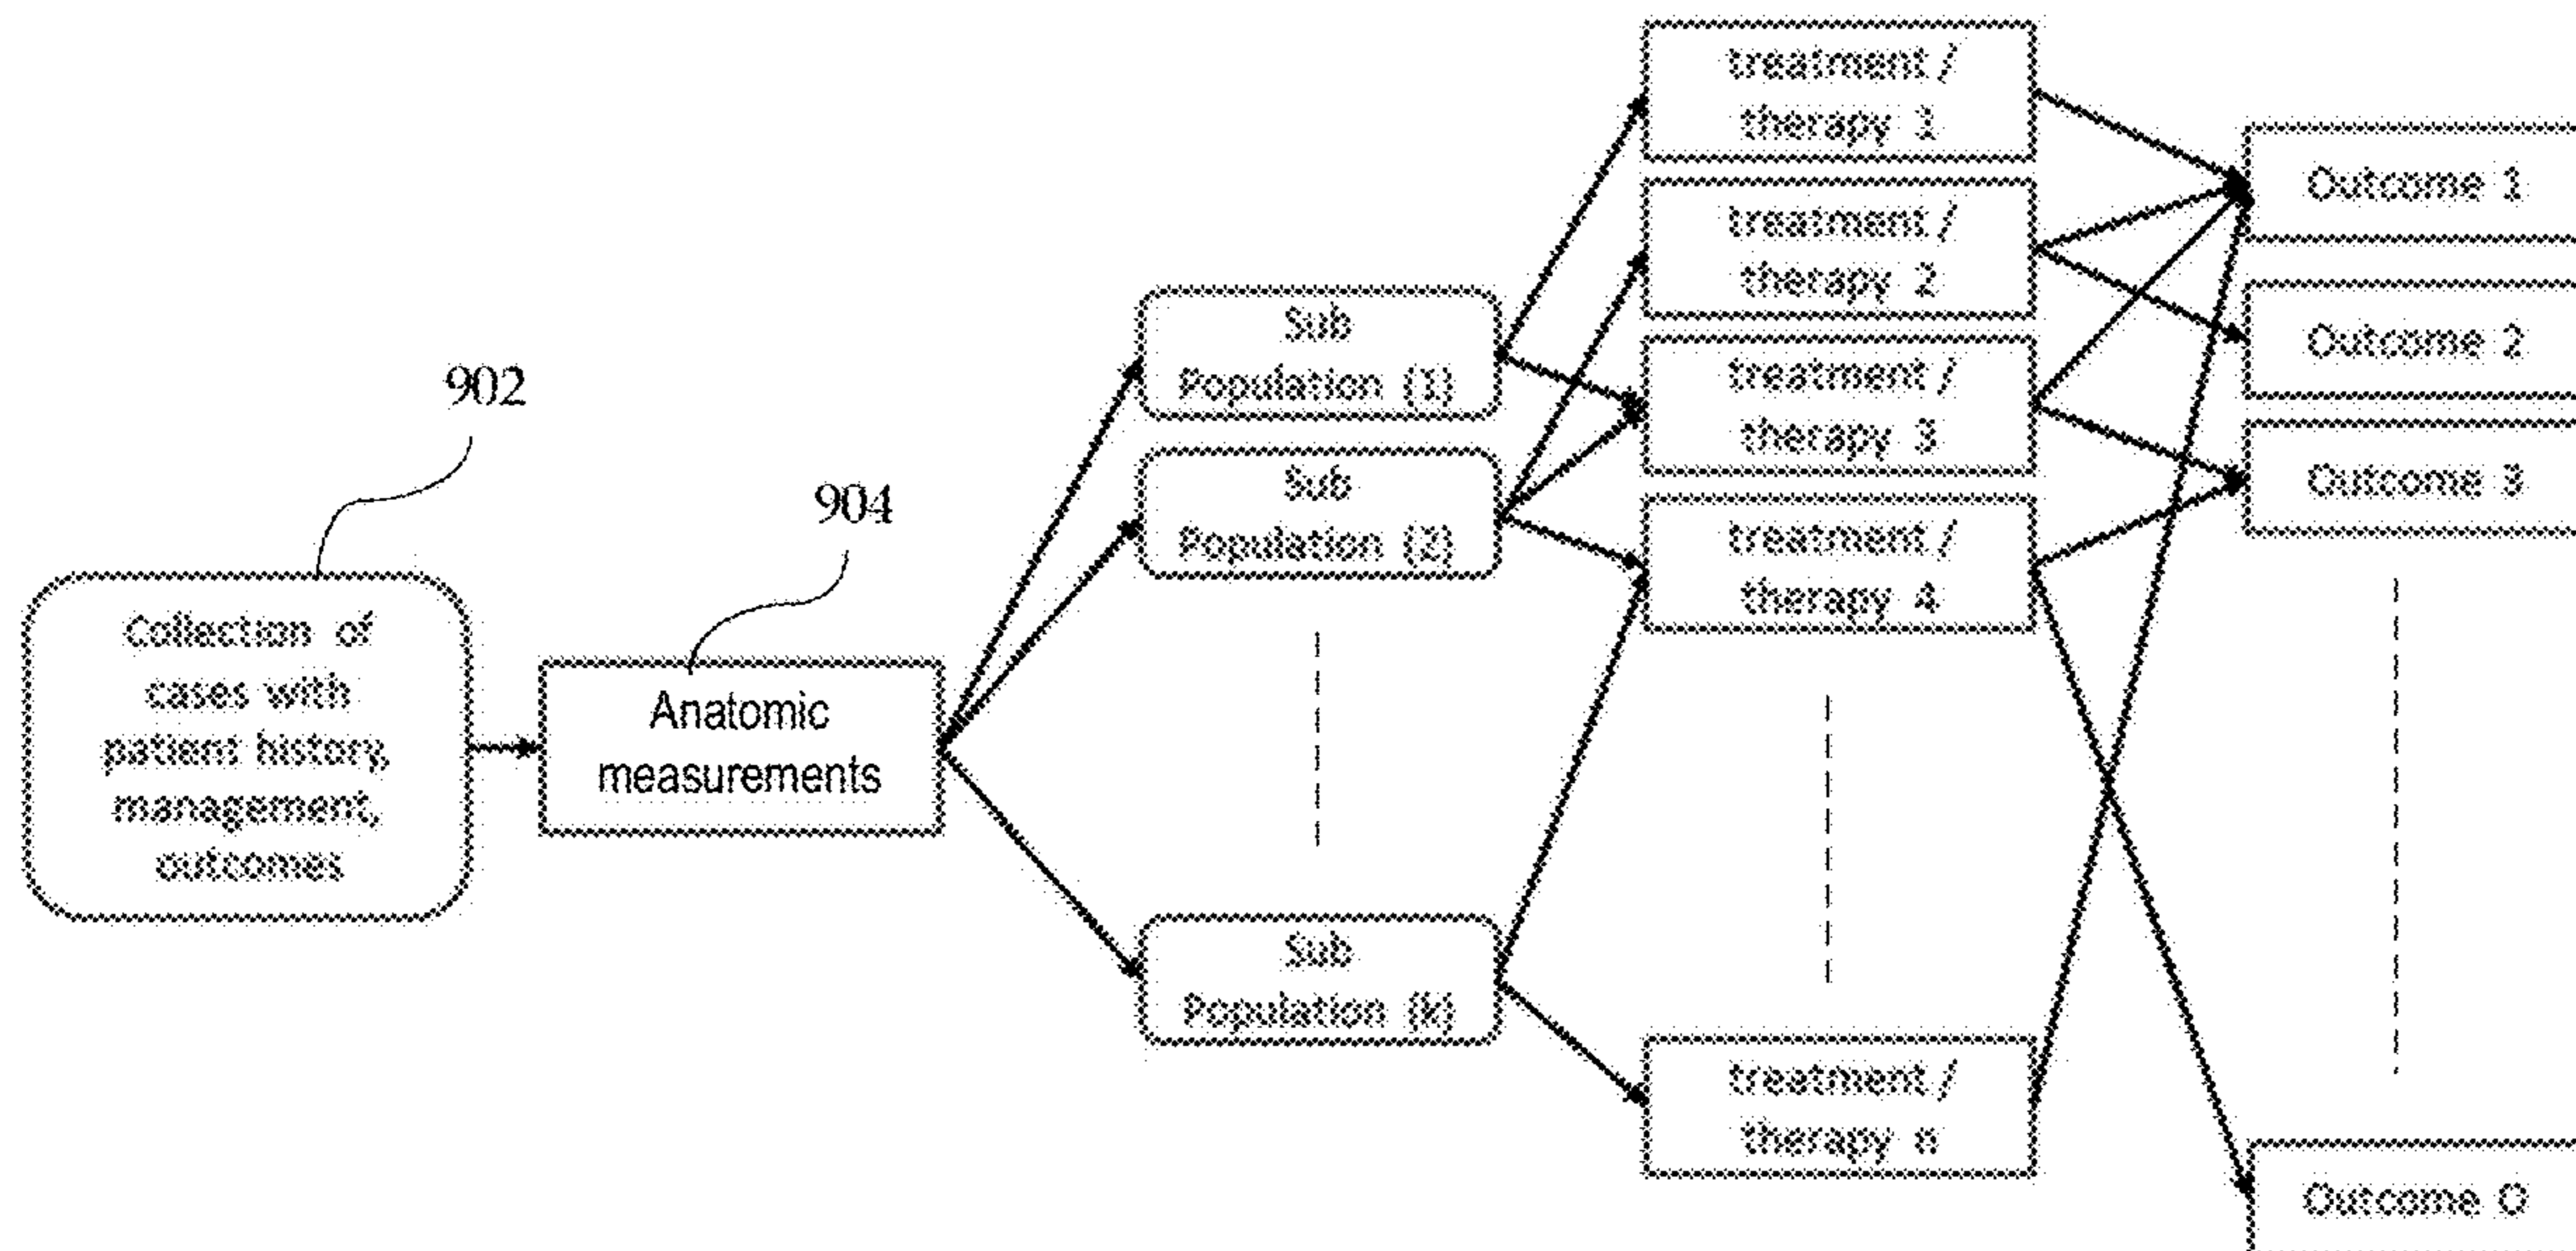 902
Collection of
cases with
patient history,
management,
outcomes
904
Anatomic
measurements
Sub
Population (1)
Sub
Population (2)
Sub
Population (k)
treatment /
therapy 1
treatment /
therapy 2
treatment /
therapy 3
treatment /
therapy 4
treatment /
therapy n
Outcome 1
Outcome 2
Outcome 3
Outcome O